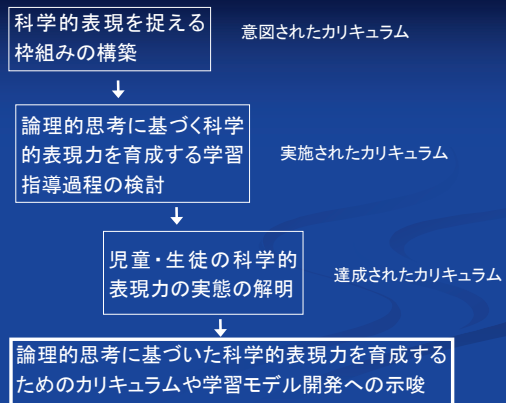 科学的表現を捉える
枠組みの構築
意図されたカリキュラム
論理的思考に基づく科学
的表現力を育成する学習
指導過程の検討
実施されたカリキュラム
児童・生徒の科学的
表現力の実態の解明
達成されたカリキュラム
論理的思考に基づいた科学的表現力を育成する
ためのカリキュラムや学習モデル開発への示唆